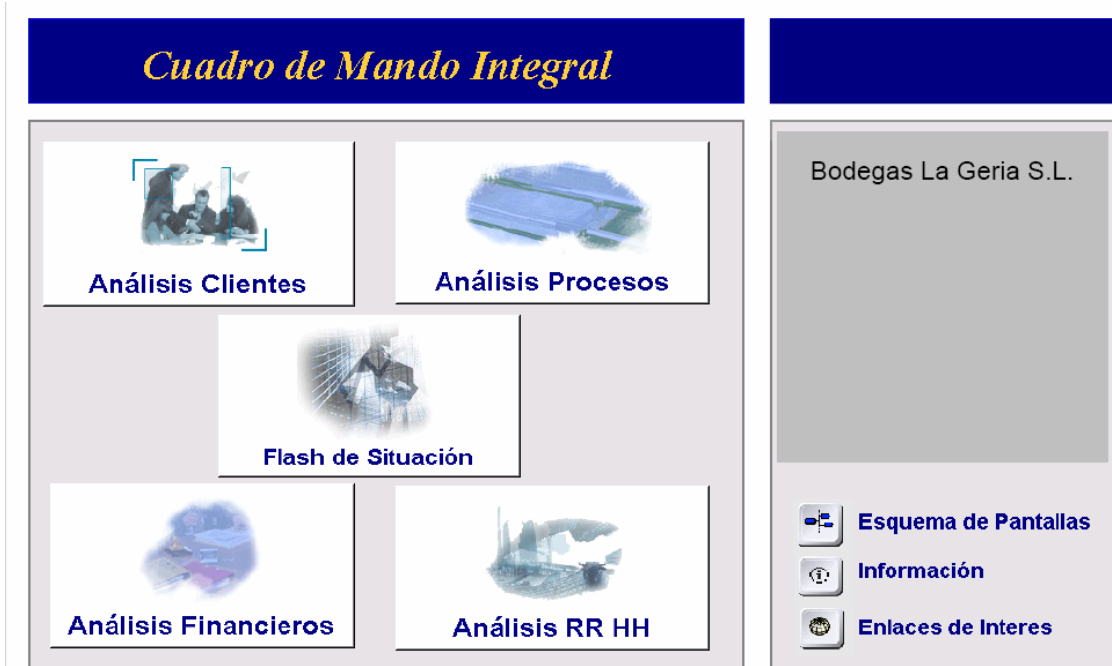 Cuadro de Mando Integral
Análisis Clientes
Análisis Procesos
Flash de Situación
Análisis Financieros
Análisis RR HH
Bodegas La Geria S.L.
Esquema de Pantallas
Información
Enlaces de Interes